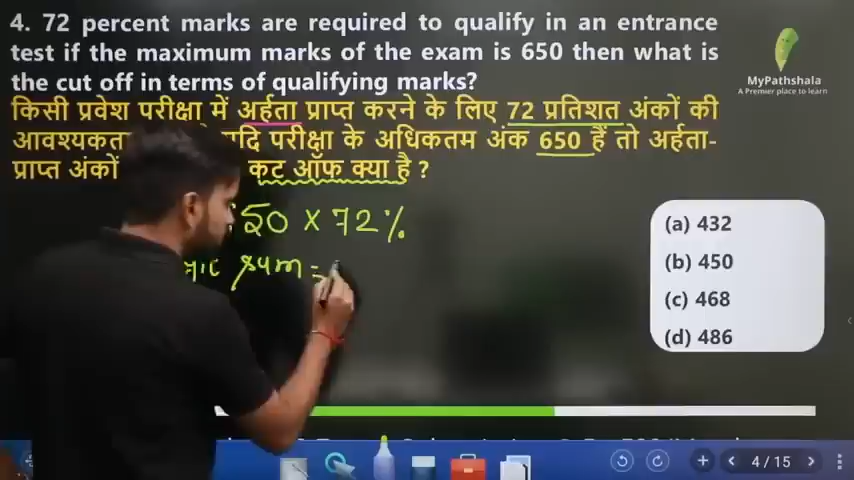 4. 72 percent marks are required to qualify in an entrance
test if the maximum marks of the exam is 650 then what is
the cut off in terms of qualifying marks?
MyPathshala
A Premier place to learn
किसी प्रवेश परीक्षा में अर्हता प्राप्त करने के लिए 72 प्रतिशत अंकों की
यदि परीक्षा के अधिकतम अंक 650 हैं तो अर्हता-
प्राप्त अंकों कट ऑफ क्या है ?
50 × 72%
(a) 432
(b) 450
(c) 468
(d) 486
4 / 15